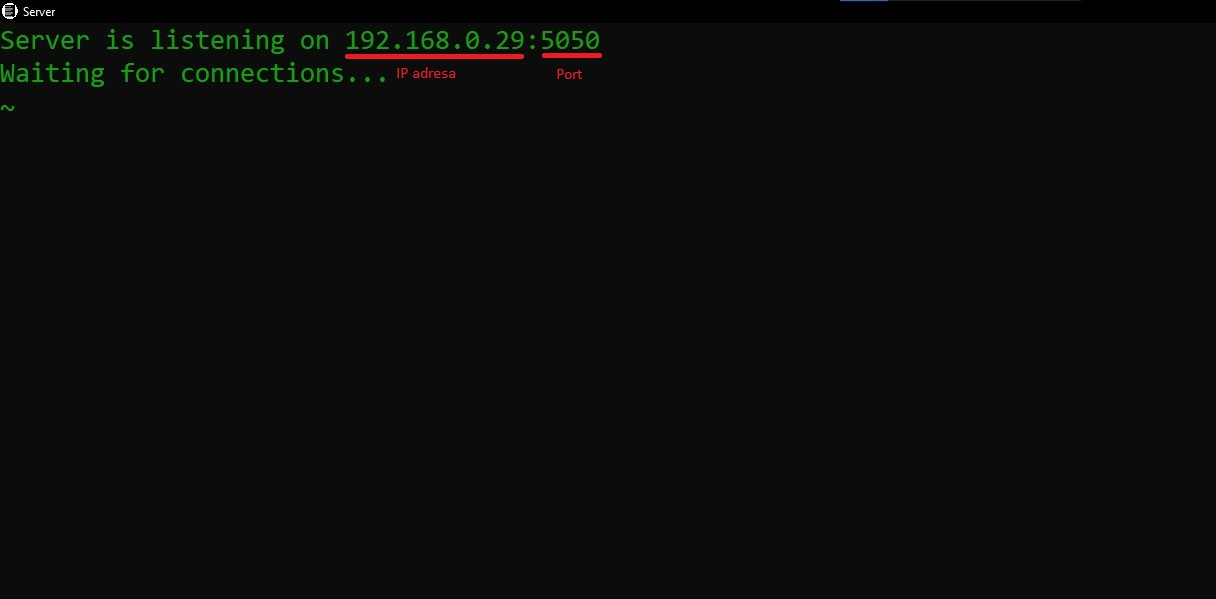 Server
Server is listening on 192.168.0.29:5050
Waiting for connections... IP adresa Port
~